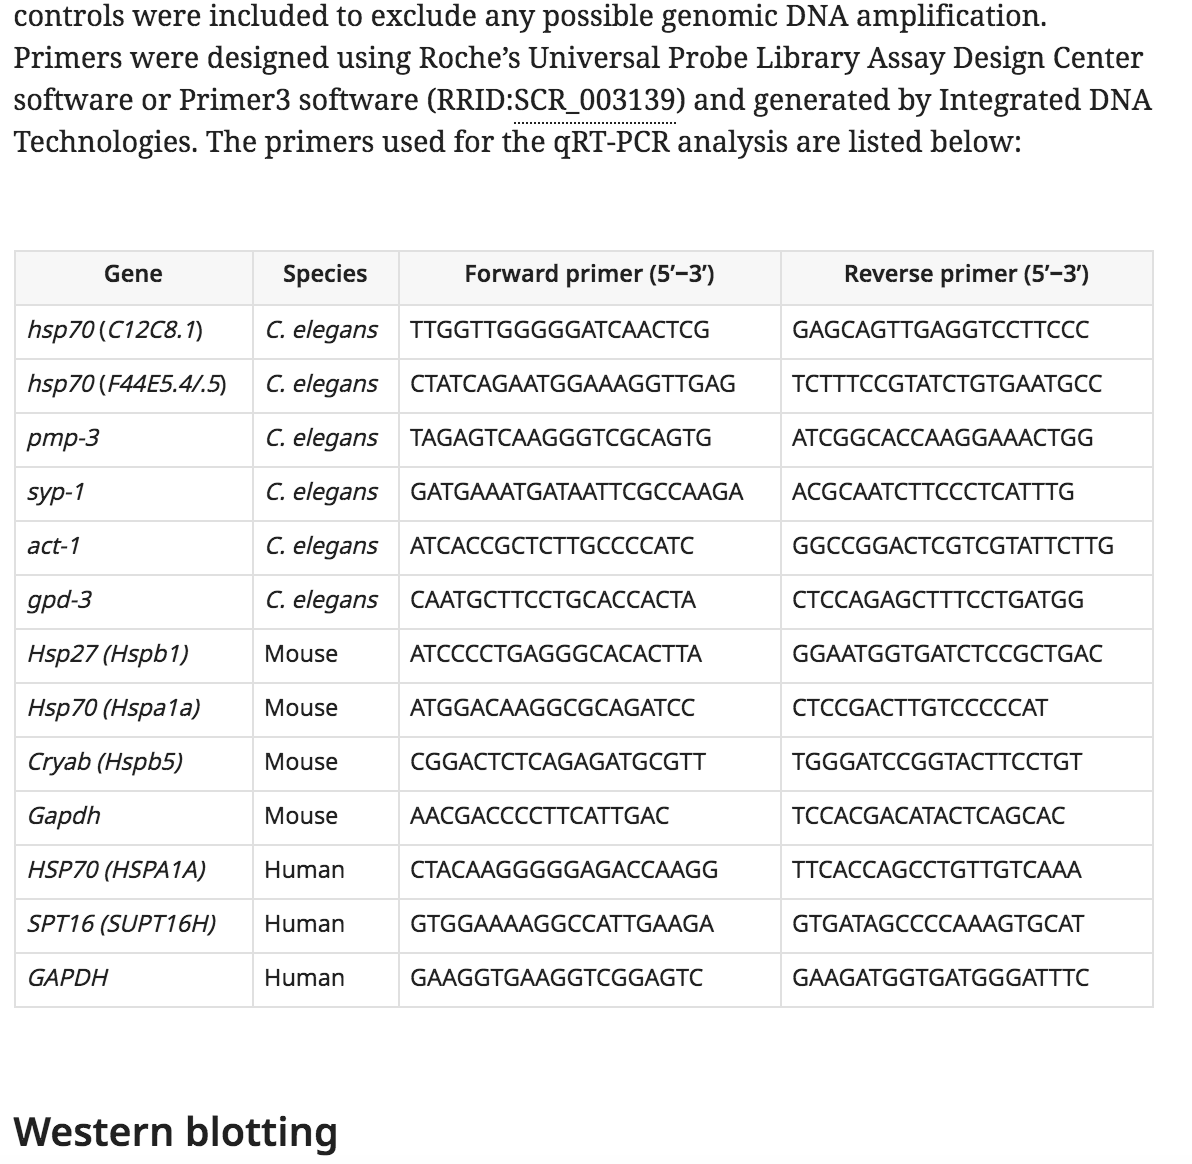 controls were included to exclude any possible genomic DNA amplification.
Primers were designed using Roche’s Universal Probe Library Assay Design Center
software or Primer3 software (RRID:SCR_003139) and generated by Integrated DNA
Technologies. The primers used for the qRT-PCR analysis are listed below:
Gene Species Forward primer (5’–3’) Reverse primer (5’–3’)
hsp70 (C12C8.1) C. elegans TTGGTTGGGGGATCAACTCG GAGCAGTTGAGGTCCTTCCC
hsp70 (F44E5.4/.5) C. elegans CTATCAGAATGGAAAGGTTGAG TCTTTCCGTATCTGTGAATGCC
pmp-3 C. elegans TAGAGTCAAGGGTCGCAGTG ATCGGCACCAAGGAAACTGG
syp-1 C. elegans GATGAAATGATAATTCGCCAAGA ACGCAATCTTCCCTCATTTG
act-1 C. elegans ATCACCGCTCTTGCCCCATC GGCCGGACTCGTCGTATTCTTG
gpd-3 C. elegans CAATGCTTCCTGCACCACTA CTCCAGAGCTTTCCTGATGG
Hsp27 (Hspb1) Mouse ATCCCCTGAGGGCACACTTA GGAATGGTGATCTCCGCTGAC
Hsp70 (Hspa1a) Mouse ATGGACAAGGCGCAGATCC CTCCGACTTGTCCCCCAT
Cryab (Hspb5) Mouse CGGACTCTCAGAGATGCGTT TGGGATCCGGTACTTCCTGT
Gapdh Mouse AACGACCCCTTCATTGAC TCCACGACATACTCAGCAC
HSP70 (HSPA1A) Human CTACAAGGGGGAGACCAAGG TTCACCAGCCTGTTGTCAAA
SPT16 (SUPT16H) Human GTGGAAAAGGCCATTGAAGA GTGATAGCCCCAAAGTGCAT
GAPDH Human GAAGGTGAAGGTCGGAGTC GAAGATGGTGATGGGATTTC
Western blotting